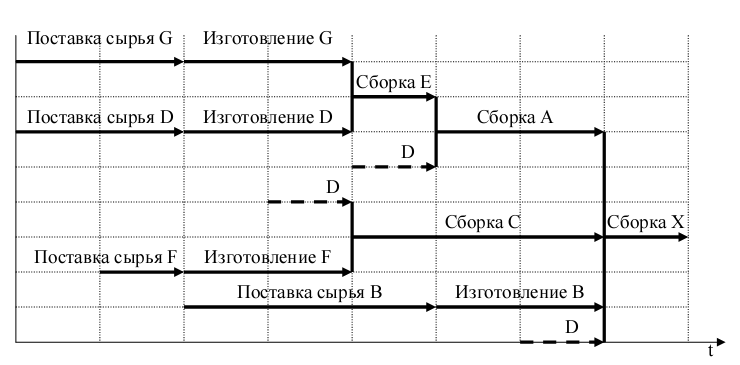 Поставка сырья G Изготовление G
Сборка E
Поставка сырья D Изготовление D Сборка A
D
D
Сборка C Сборка X
Поставка сырья F Изготовление F
Поставка сырья B Изготовление B
D
t